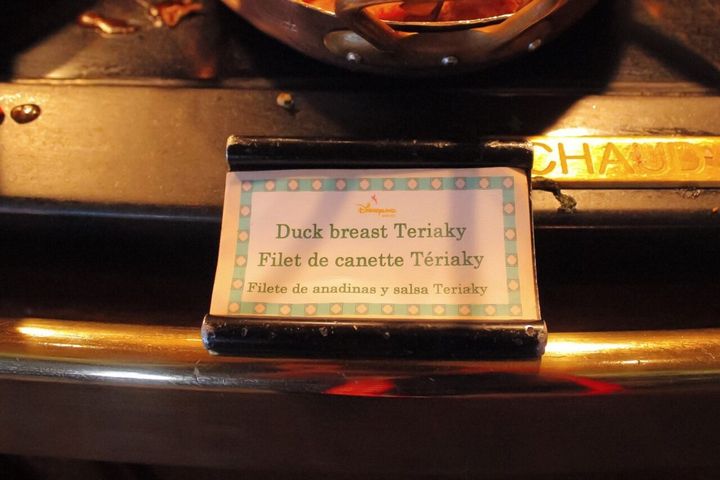 CHAUD
Disneyland
Duck breast Teriaky
Filet de canette Tériaky
Filete de anadinas y salsa Teriaky